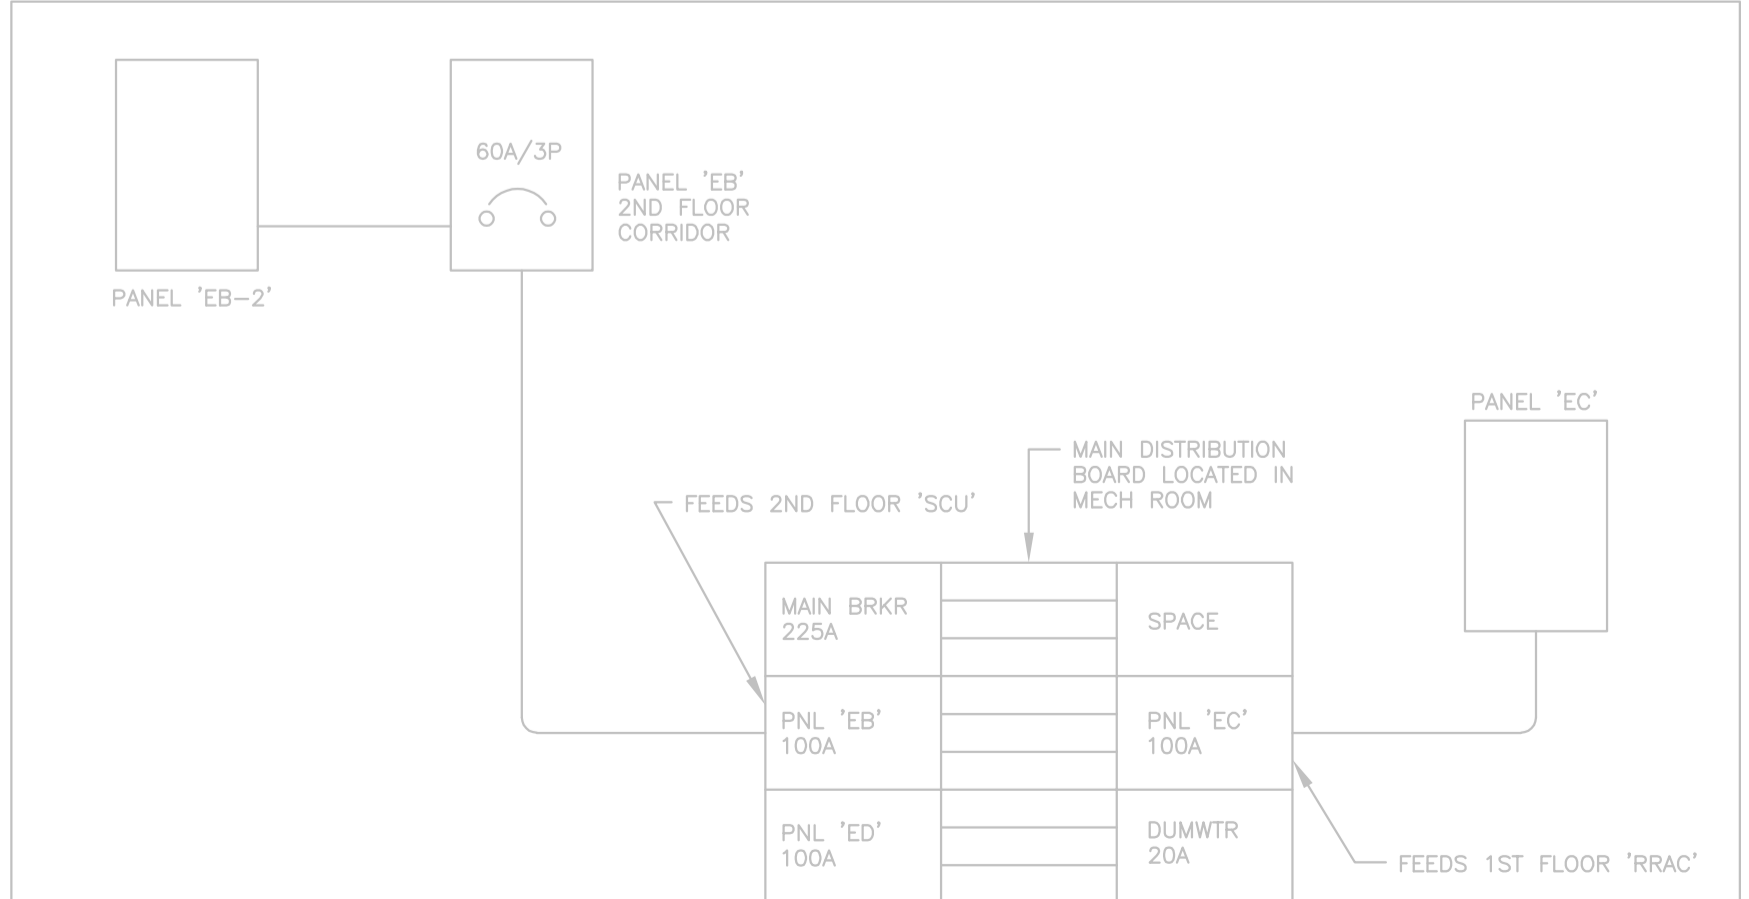 60A/3P
PANEL 'EB'
2ND FLOOR
CORRIDOR
PANEL 'EB-2'
PANEL 'EC'
MAIN DISTRIBUTION
BOARD LOCATED IN
MECH ROOM
FEEDS 2ND FLOOR 'SCU'
MAIN BRKR
225A
SPACE
PNL 'EB'
100A
PNL 'EC'
100A
PNL 'ED'
100A
DUMWTR
20A
FEEDS 1ST FLOOR 'RRAC'